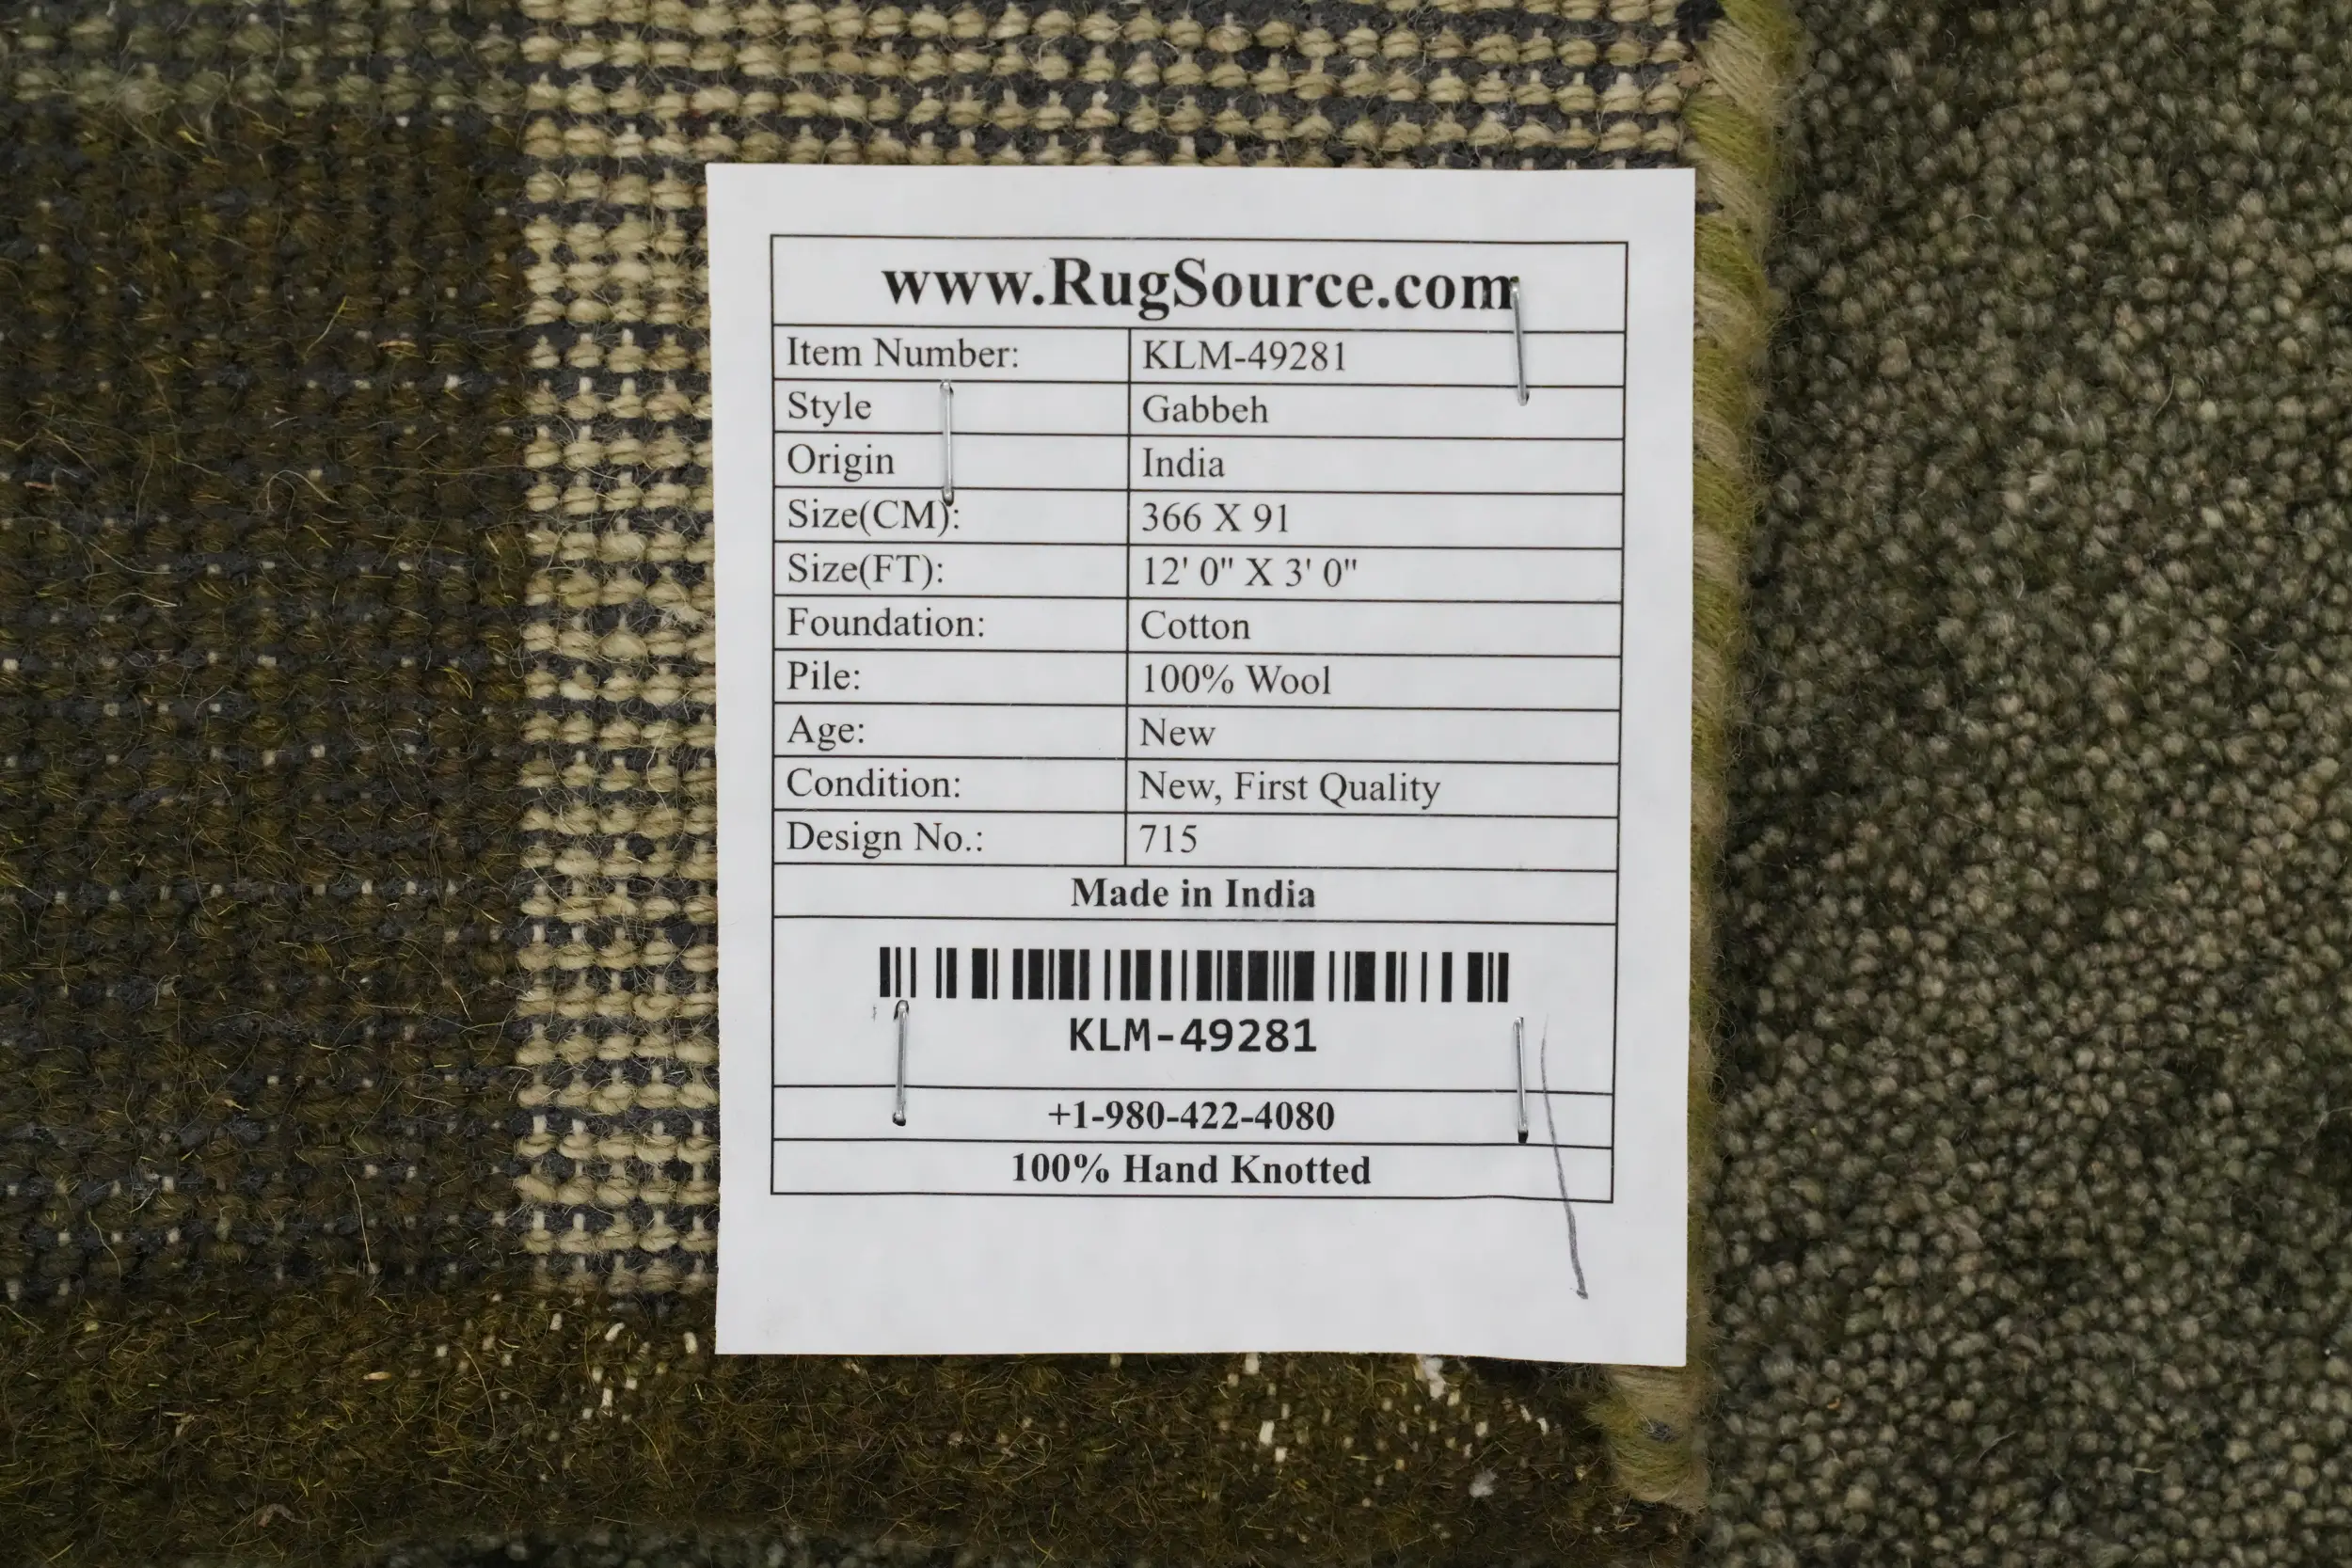 www.RugSource.com
Item Number: KLM-49281
Style Gabbeh
Origin India
Size(CM): 366 X 91
Size(FT): 12' 0" X 3' 0"
Foundation: Cotton
Pile: 100% Wool
Age: New
Condition: New, First Quality
Design No.: 715
Made in India
KLM-49281
+1-980-422-4080
100% Hand Knotted